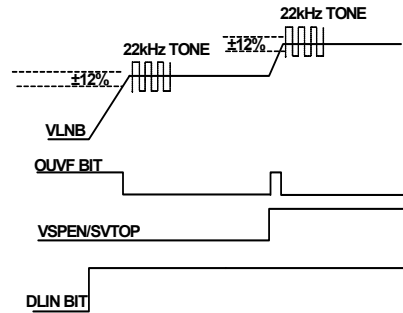 22kHz TONE
±12%
22kHz TONE
±12%
VLNB
OUVF BIT
VSPEN/SVTOP
DLIN BIT